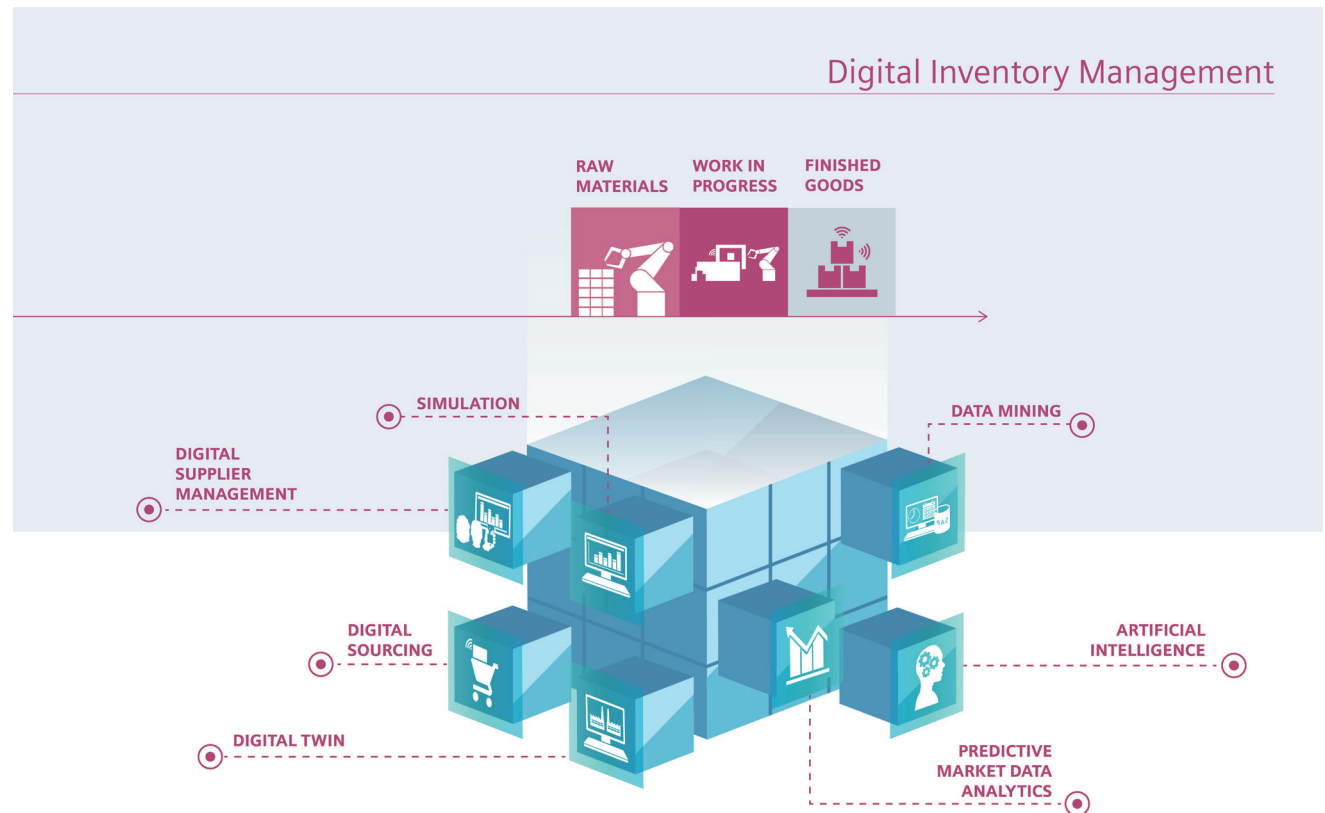 Digital Inventory Management
RAW
MATERIALS
WORK IN
PROGRESS
FINISHED
GOODS
SIMULATION
DATA MINING
DIGITAL
SUPPLIER
MANAGEMENT
SAP
DIGITAL
SOURCING
ARTIFICIAL
INTELLIGENCE
DIGITAL TWIN
PREDICTIVE
MARKET DATA
ANALYTICS